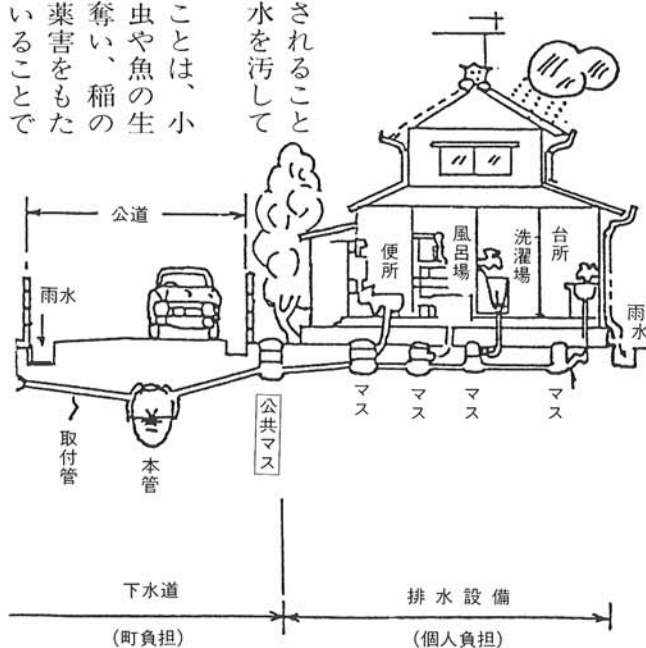 されること
水を汚して
ことは、小
虫や魚の生
奪い、稲の
薬害をもた
いることで
公道
雨水
便所
風呂場
洗濯場
台所
雨水
マス
マス
マス
マス
公共マス
本管
取付管
下水道
(町負担)
排水設備
(個人負担)